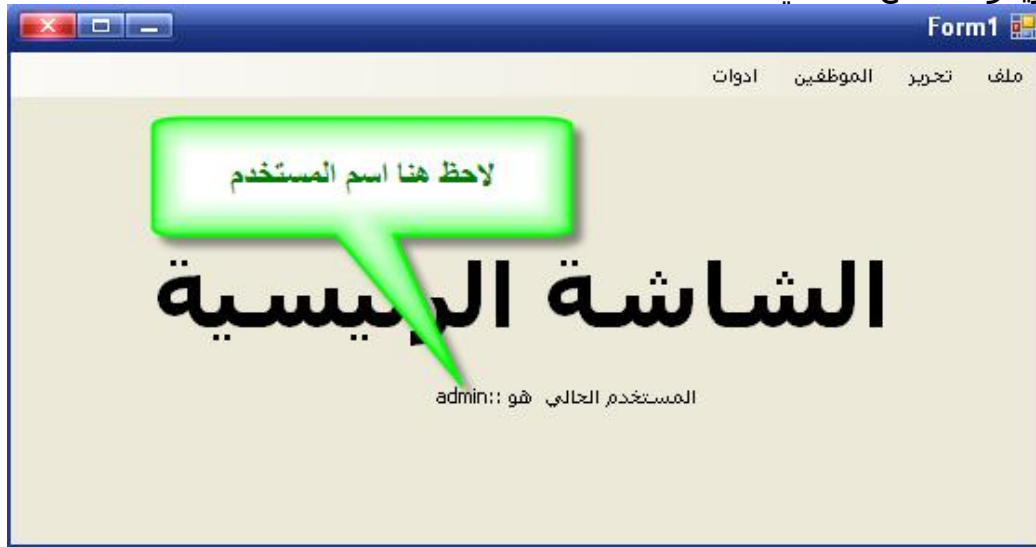 Form1
ملف تحرير الموظفين ادوات
لاحظ هنا اسم المستخدم
الشاشة الرئيسية
المستخدم الحالي هو ::admin